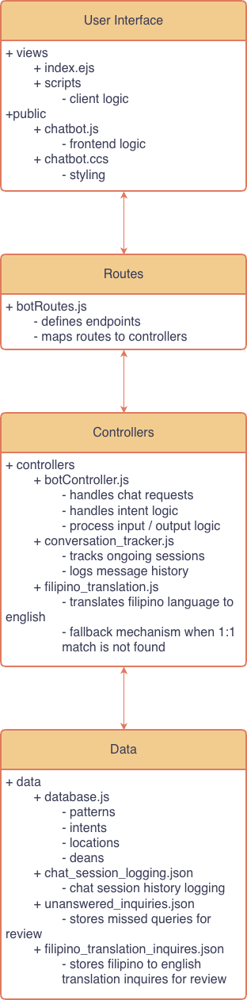 User Interface
+ views
+ index.ejs
+ scripts
- client logic
+public
+ chatbot.js
- frontend logic
+ chatbot.ccs
- styling
Routes
+ botRoutes.js
- defines endpoints
- maps routes to controllers
Controllers
+ controllers
+ botController.js
- handles chat requests
- handles intent logic
- process input / output logic
+ conversation_tracker.js
- tracks ongoing sessions
- logs message history
+ filipino_translation.js
- translates filipino language to
english
- fallback mechanism when 1:1
match is not found
Data
+ data
+ database.js
- patterns
- intents
- locations
- deans
+ chat_session_logging.json
- chat session history logging
+ unanswered_inquiries.json
- stores missed queries for
review
+ filipino_translation_inquires.json
- stores filipino to english
translation inquires for review